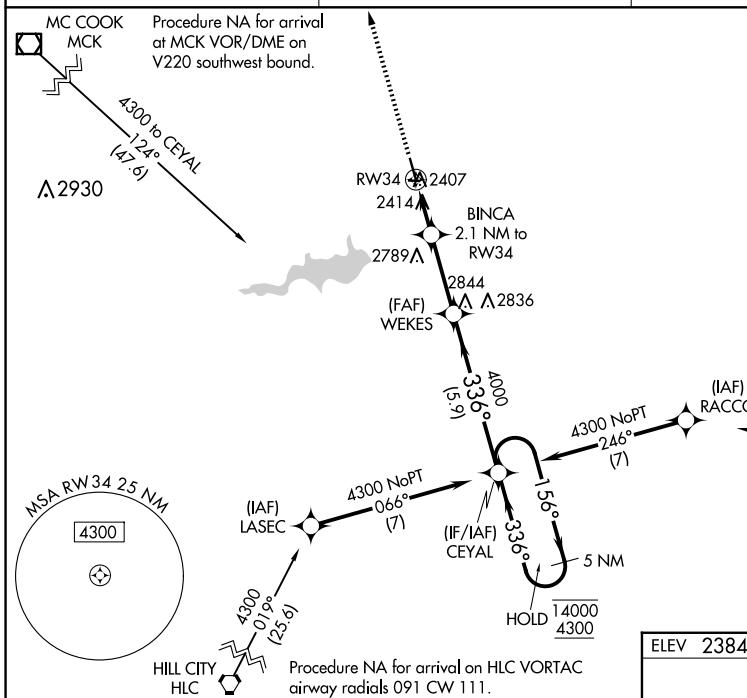 MC COOK
MCK
Procedure NA for arrival
at MCK VOR/DME on
V220 southwest bound.
4300 to CEYAL
124°
(47.6)
2930
RW34
2407
2414
BINCA
2.1 NM to
RW34
2789
2844
2836
(FAF)
WEKES
4000
336°
(5.9)
(IAF)
4300 NoPT
246°
(7)
MSA RW34 25 NM
4300
(IAF)
LASEC
4300 NoPT
066°
(7)
(IF/IAF)
CEYAL
336°
156°
5 NM
HOLD
14000
4300
4300
019°
(25.6)
HILL CITY
HLC
Procedure NA for arrival on HLC VORTAC
airway radials 091 CW 111.
ELEV 2384